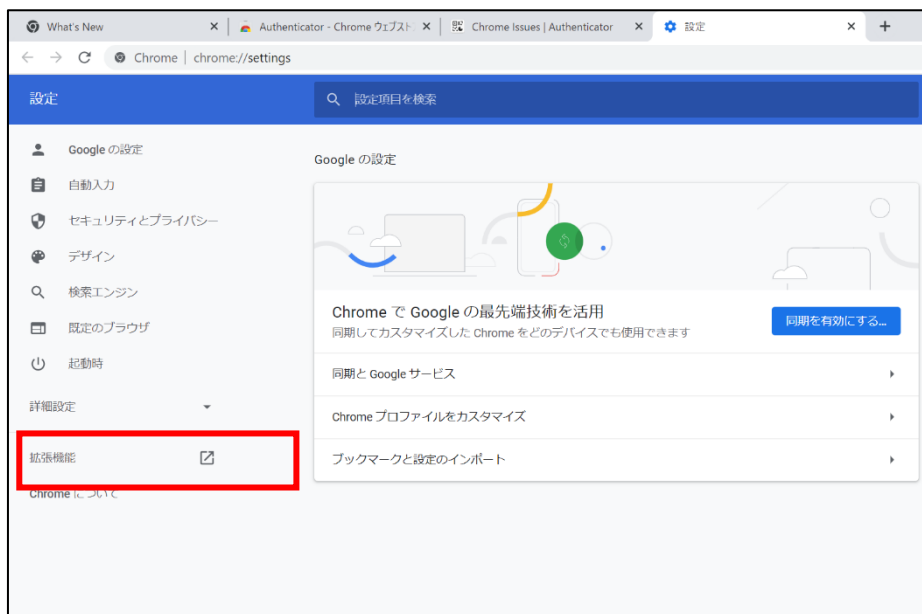 What's New
Authenticator - Chrome ウェブスト
Chrome Issues | Authenticator
設定
Chrome | chrome://settings
設定
設定項目を検索
Google の設定
自動入力
セキュリティとプライバシー
デザイン
検索エンジン
既定のブラウザ
起動時
詳細設定
拡張機能
Chrome について
Google の設定
Chrome で Google の最先端技術を活用
同期してカスタマイズした Chrome をどのデバイスでも使用できます
同期を有効にする...
同期と Google サービス
Chrome プロファイルをカスタマイズ
ブックマークと設定のインポート